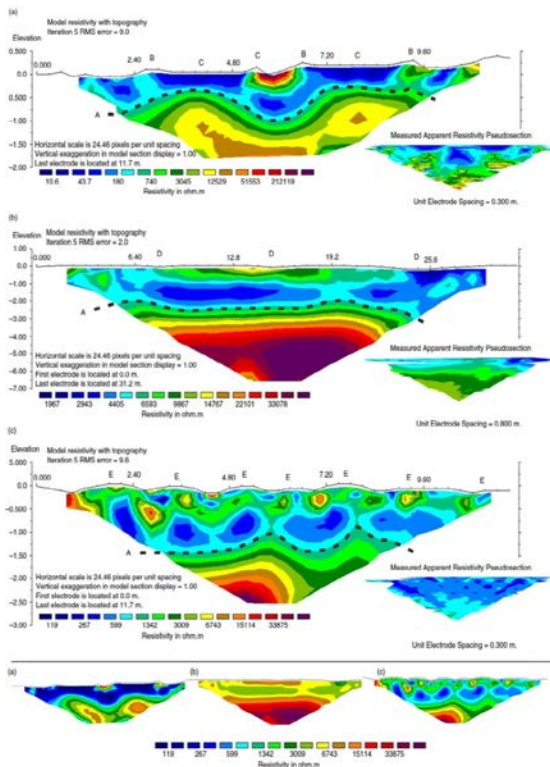 (a)
Model resistivity with topography
Iteration 5 RMS error = 9.0
Elevation
0.500
0.000 2.40 B C 4.80 C B 7.20 C B 9.60
0.00
-0.500
A
-1.00
-1.50
-2.00
Horizontal scale is 24.46 pixels per unit spacing
Vertical exaggeration in model section display = 1.00
Last electrode is located at 11.7 m.
10.6 43.7 180 740 3045 12529 51553 212119
Resistivity in ohm.m
Measured Apparent Resistivity Pseudosection
Unit Electrode Spacing = 0.300 m.
(b)
Model resistivity with topography
Iteration 5 RMS error = 2.0
Elevation
1.00
0.000 6.40 D 12.8 D 19.2 D 25.6
0.00
-1.00
-2.00
A
-3.00
-4.00
-5.00
-6.00
-7.00
Horizontal scale is 24.46 pixels per unit spacing
Vertical exaggeration in model section display = 1.00
First electrode is located at 0.0 m.
Last electrode is located at 31.2 m.
1967 2943 4405 6593 9867 14767 22101 33078
Resistivity in ohm.m
Measured Apparent Resistivity Pseudosection
Unit Electrode Spacing = 0.800 m.
(c)
Model resistivity with topography
Iteration 5 RMS error = 9.6
Elevation
5.000
0.000 E 2.40 E 4.80 E E 7.20 E E 9.60 E
0.00
-0.500
-1.00
A
-1.50
-2.00
-2.50
-3.00
Horizontal scale is 24.46 pixels per unit spacing
Vertical exaggeration in model section display = 1.00
First electrode is located at 0.0 m.
Last electrode is located at 11.7 m.
119 267 599 1342 3009 6743 15114 33875
Resistivity in ohm.m
Measured Apparent Resistivity Pseudosection
Unit Electrode Spacing = 0.300 m.
(a) (b) (c)
119 267 599 1342 3009 6743 15114 33875
Resistivity in ohm.m